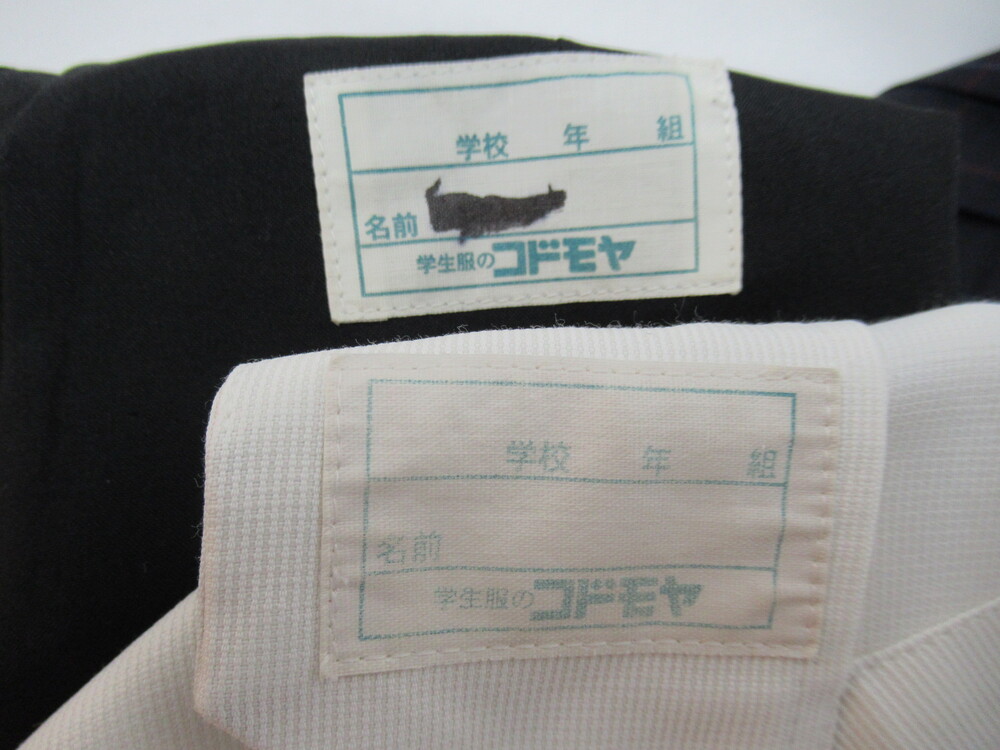 学校 年 組
名前
学生服のコドモヤ
学校 年 組
名前
学生服のコドモヤ